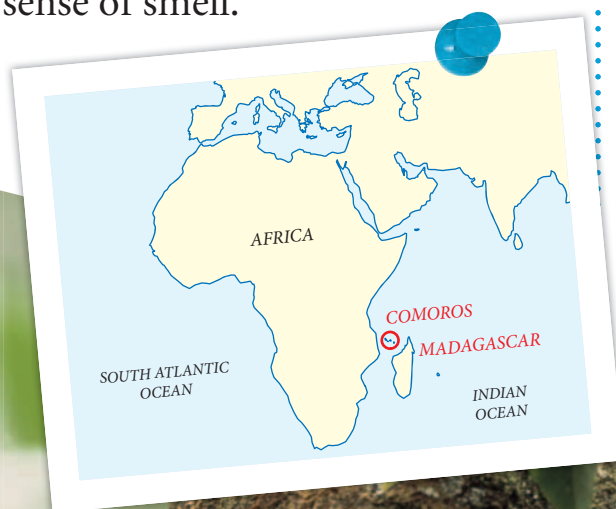 sense of smell.
AFRICA
COMOROS
MADAGASCAR
SOUTH ATLANTIC
OCEAN
INDIAN
OCEAN